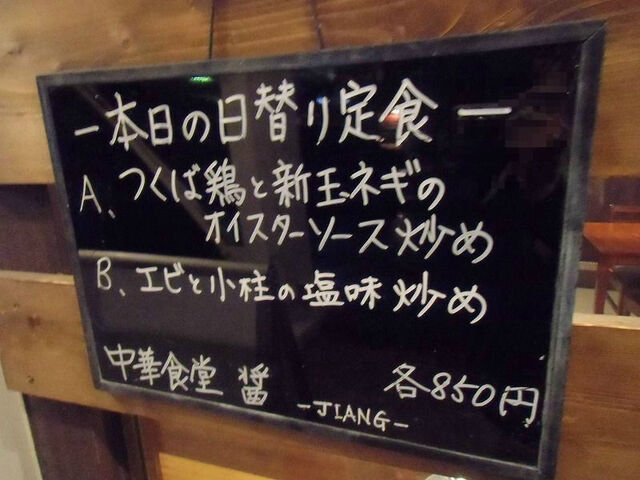 ー本日の日替り定食ー
A、つくば鶏と新玉ネギの
オイスターソース炒め
B、エビと小柱の塩味炒め
中華食堂 醤 各850円
-JIANG-